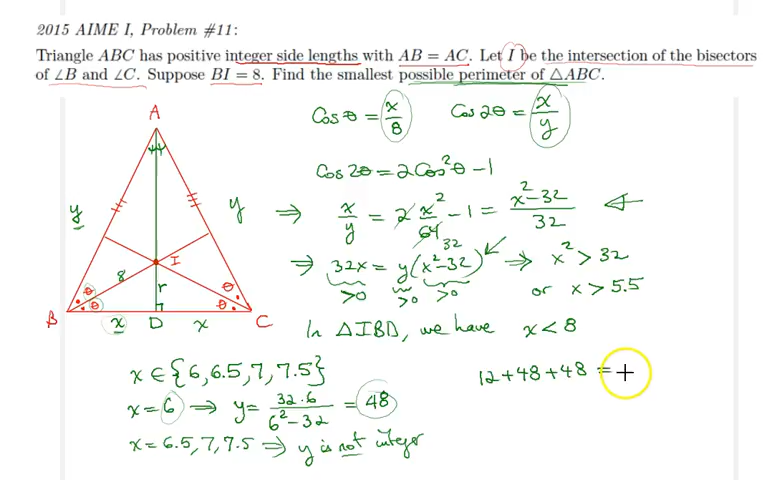 2015 AIME I, Problem #11:
Triangle ABC has positive integer side lengths with AB = AC. Let I be the intersection of the bisectors
of ∠B and ∠C. Suppose BI = 8. Find the smallest possible perimeter of △ABC.
A
y
y
8
I
r
θ
θ
θ
θ
B
x
D
x
C
Cos θ = x/8
Cos 2θ = x/y
Cos 2θ = 2Cos²θ − 1
⇒ x/y = 2 x²/64 − 1 = (x² − 32)/32
32
⇒ 32x = y(x² − 32) ⇒ x² > 32
>0 >0 >0 or x > 5.5
In △IBD, we have x < 8
x ∈ {6, 6.5, 7, 7.5}
x = 6 ⇒ y = 32·6/(6² − 32) = 48
x = 6.5, 7, 7.5 ⇒ y is not integer
12 + 48 + 48 =